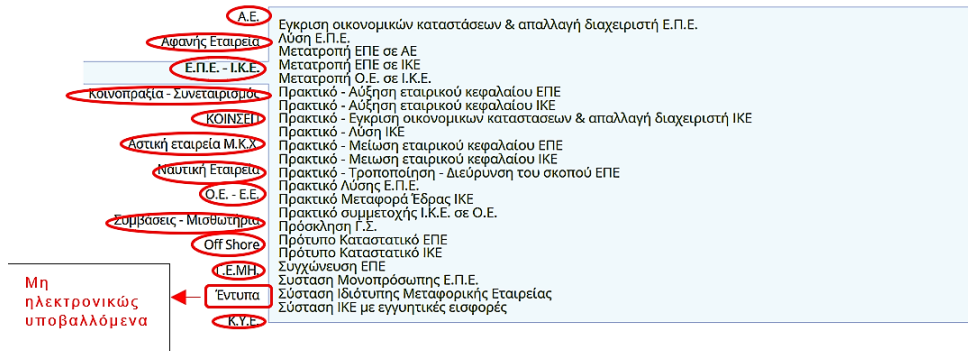 Α.Ε.
Αφανής Εταιρεία
Ε.Π.Ε. - Ι.Κ.Ε.
Κοινοπραξία - Συνεταιρισμός
ΚΟΙΝΣΕΠ
Αστική εταιρεία Μ.Κ.Χ
Ναυτική Εταιρεία
Ο.Ε. - Ε.Ε.
Συμβάσεις - Μισθωτήρια
Off Shore
Γ.Ε.ΜΗ.
Έντυπα
Κ.Υ.Ε.
Μη
ηλεκτρονικώς
υποβαλλόμενα
Εγκριση οικονομικών καταστάσεων & απαλλαγή διαχειριστή Ε.Π.Ε.
Λύση Ε.Π.Ε.
Μετατροπή ΕΠΕ σε ΑΕ
Μετατροπή ΕΠΕ σε ΙΚΕ
Μετατροπή Ο.Ε. σε Ι.Κ.Ε.
Πρακτικό - Αύξηση εταιρικού κεφαλαίου ΕΠΕ
Πρακτικό - Αύξηση εταιρικού κεφαλαίου ΙΚΕ
Πρακτικό - Εγκριση οικονομικων καταστασεων & απαλλαγή διαχειριστή ΙΚΕ
Πρακτικό - Λύση ΙΚΕ
Πρακτικό - Μείωση εταιρικού κεφαλαίου ΕΠΕ
Πρακτικό - Μειωση εταιρικού κεφαλαίου ΙΚΕ
Πρακτικό - Τροποποίηση - Διεύρυνση του σκοπού ΕΠΕ
Πρακτικό Λύσης Ε.Π.Ε.
Πρακτικό Μεταφορά Έδρας ΙΚΕ
Πρακτικό συμμετοχής Ι.Κ.Ε. σε Ο.Ε.
Πρόσκληση Γ.Σ.
Πρότυπο Καταστατικό ΕΠΕ
Πρότυπο Καταστατικό ΙΚΕ
Συγχώνευση ΕΠΕ
Συσταση Μονοπρόσωπης Ε.Π.Ε.
Σύσταση Ιδιότυπης Μεταφορικής Εταιρείας
Σύσταση ΙΚΕ με εγγυητικές εισφορές